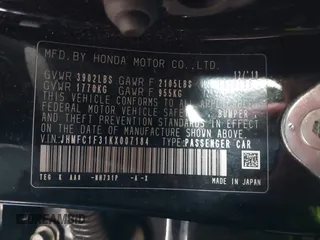 MFD.BY HONDA MOTOR CO.,LTD.
GVWR 3902LBS GAWR F 2105LBS
GVWR 1770KG GAWR F 955KG
THIS VEHICLE CONFORMS TO ALL
APPLICABLE FEDERAL MOTOR VEHICLE
SAFETY STANDARD BUMPER
AND THEFT PREVENTION STANDARDS IN
EFFECT ON THE DATE OF MANUFACTURE
SHOWN ABOVE.
VIN:JHMFC1F31KX007184 TYPE:PASSENGER CAR
MADE IN JAPAN
DREAMBID